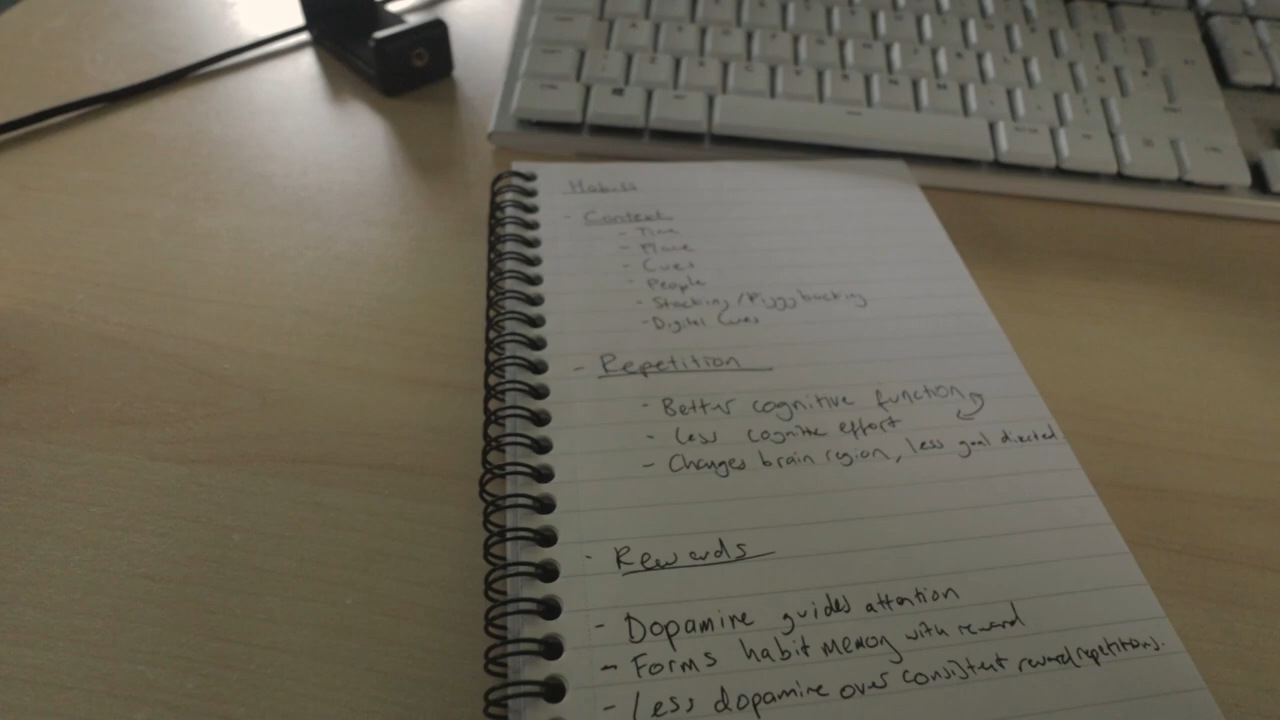 Habits
- Context
- Time
- Place
- Cues
- People
- Stacking/Piggybacking
- Digital Cues
- Repetition
- Better cognitive function
- Less cognitve effort
- Changes brain region, less goal directed
- Rewards
- Dopamine guides attention
- Forms habit memory with reward
- Less dopamine over consistent reward repetitions.